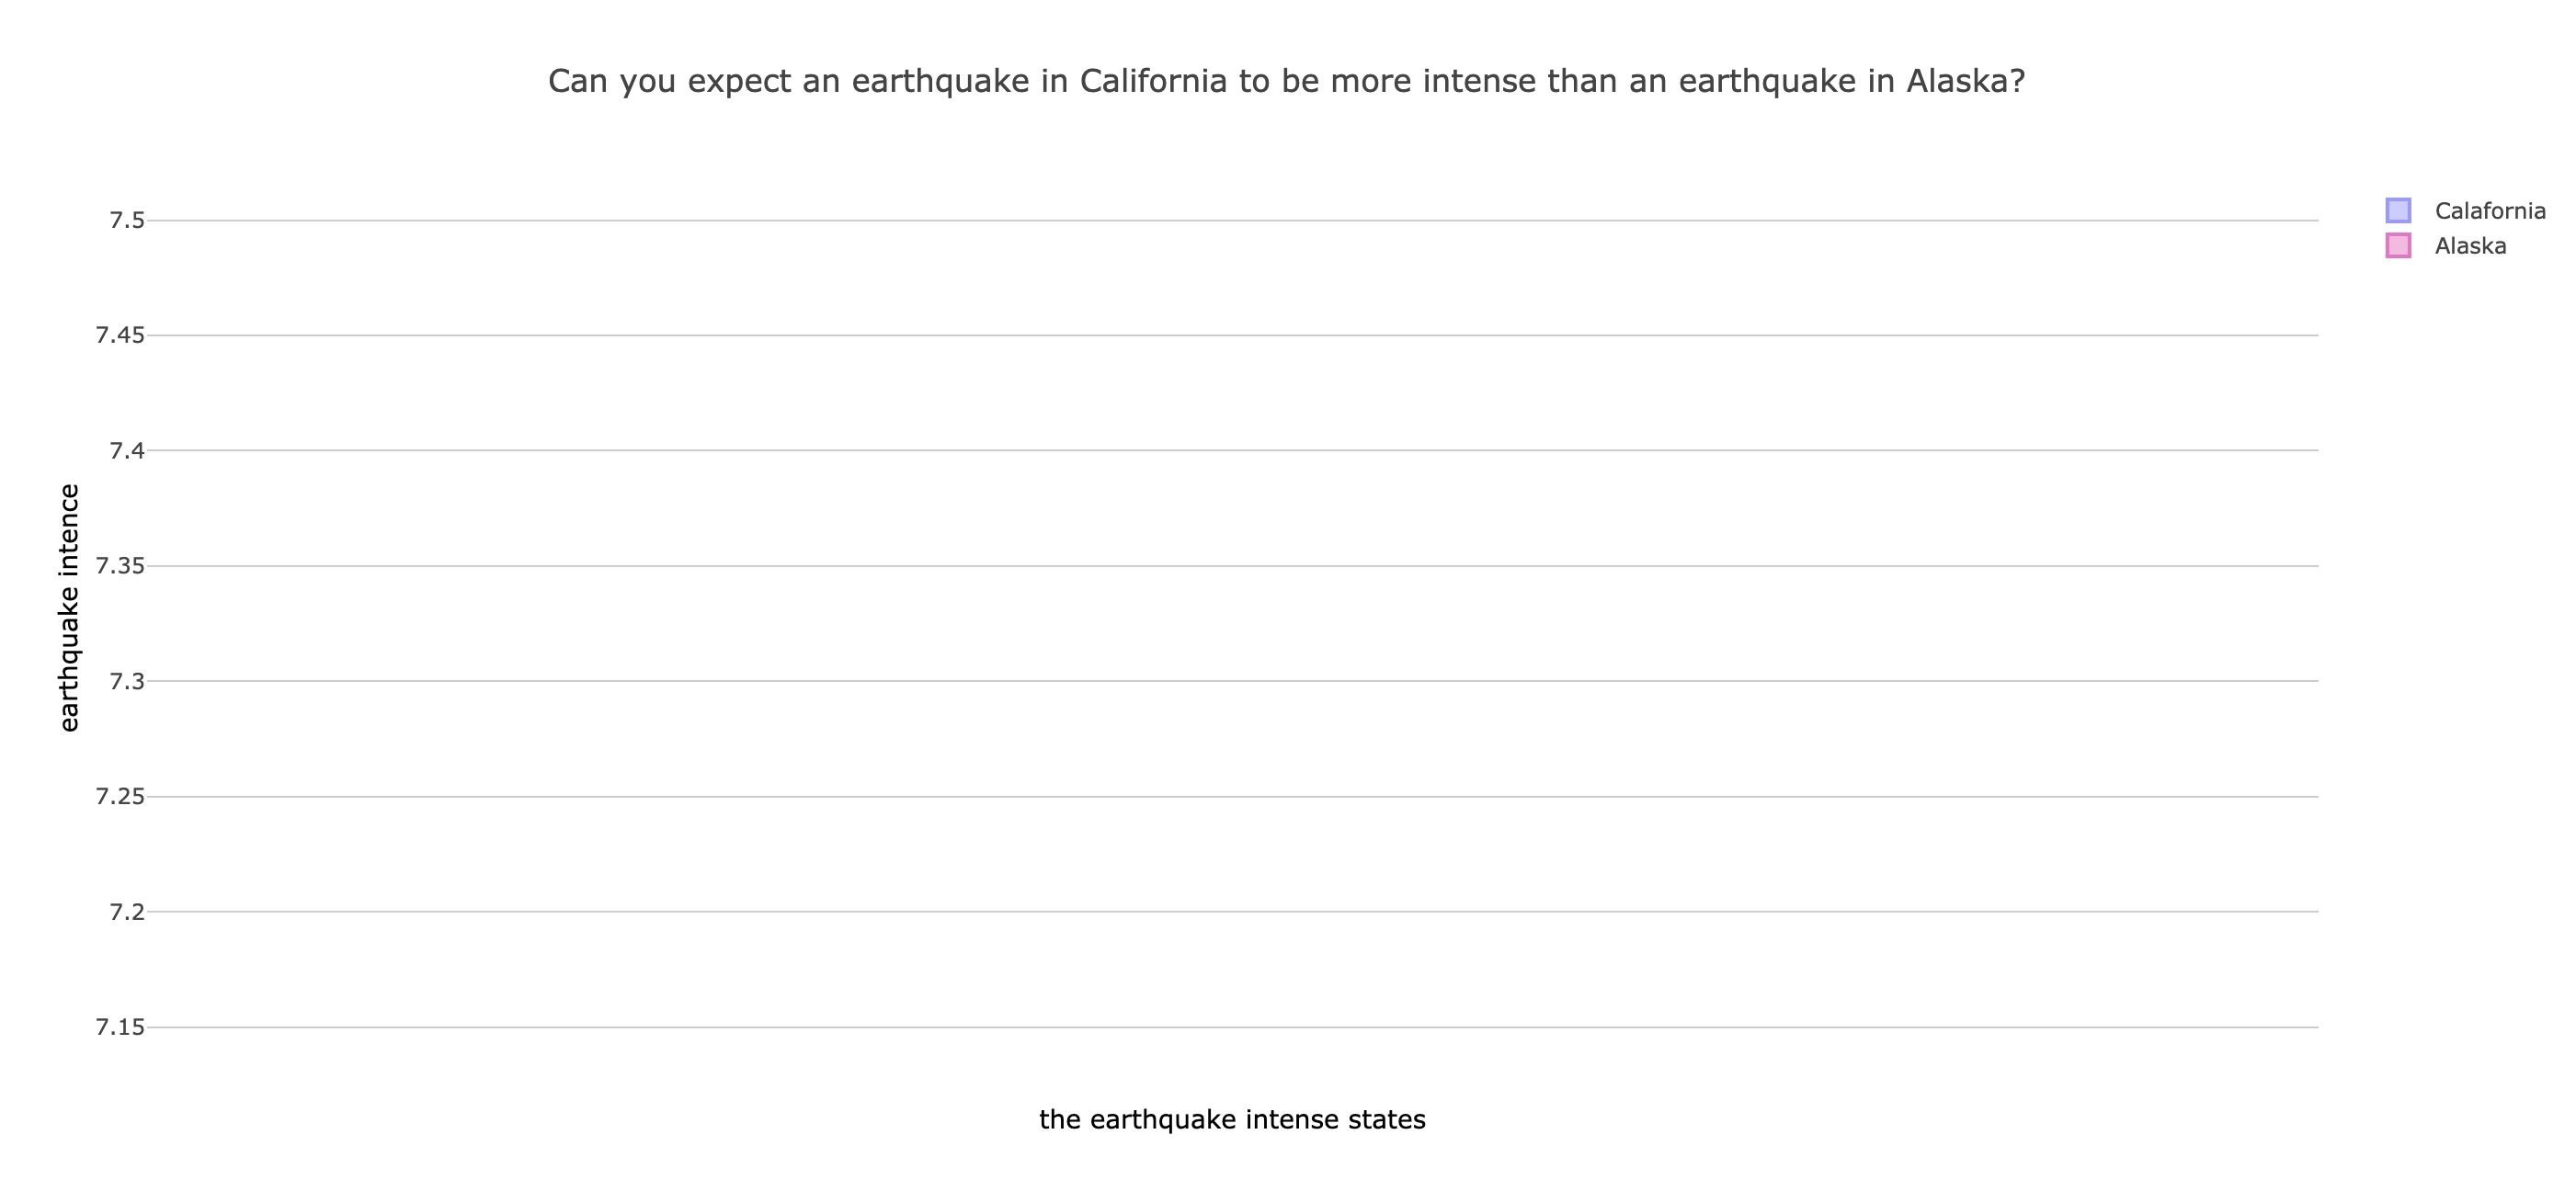 Can you expect an earthquake in California to be more intense than an earthquake in Alaska?
Calafornia
Alaska
7.5
7.45
7.4
7.35
7.3
7.25
7.2
7.15
earthquake intence
the earthquake intense states